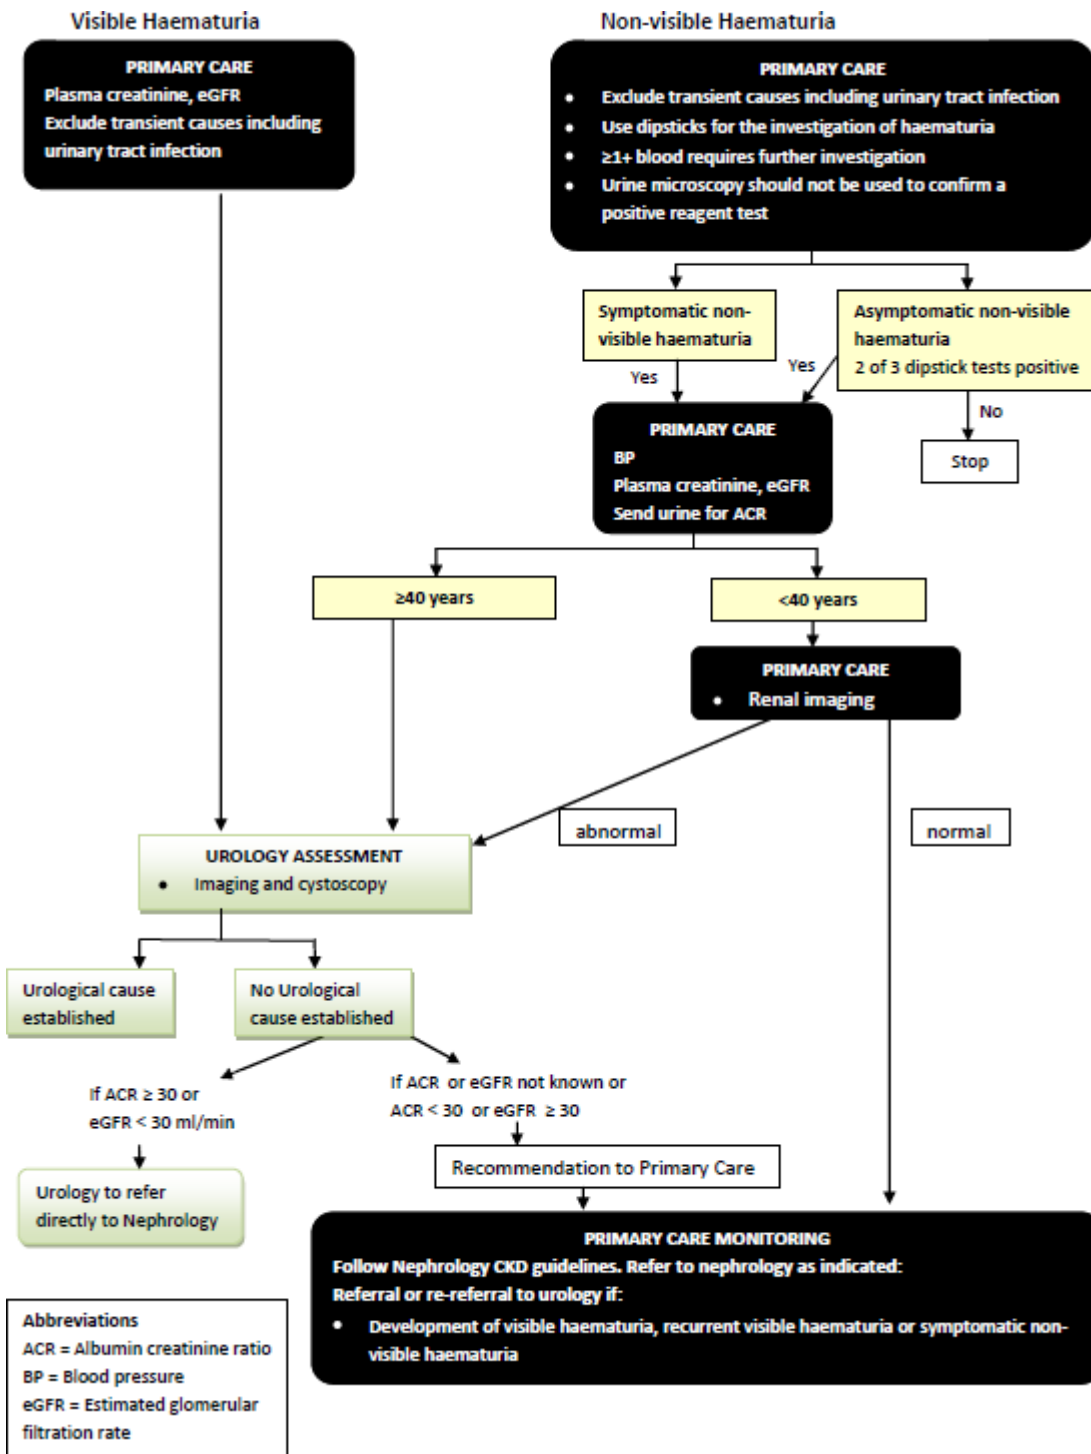 Visible Haematuria
Non-visible Haematuria
PRIMARY CARE
Plasma creatinine, eGFR
Exclude transient causes including
urinary tract infection
PRIMARY CARE
• Exclude transient causes including urinary tract infection
• Use dipsticks for the investigation of haematuria
• ≥1+ blood requires further investigation
• Urine microscopy should not be used to confirm a
positive reagent test
Symptomatic non-
visible haematuria
Asymptomatic non-visible
haematuria
2 of 3 dipstick tests positive
Yes
Yes
No
Stop
PRIMARY CARE
BP
Plasma creatinine, eGFR
Send urine for ACR
≥40 years
<40 years
PRIMARY CARE
• Renal imaging
abnormal
normal
UROLOGY ASSESSMENT
• Imaging and cystoscopy
Urological cause
established
No Urological
cause established
If ACR ≥ 30 or
eGFR < 30 ml/min
If ACR or eGFR not known or
ACR < 30 or eGFR ≥ 30
Urology to refer
directly to Nephrology
Recommendation to Primary Care
PRIMARY CARE MONITORING
Follow Nephrology CKD guidelines. Refer to nephrology as indicated:
Referral or re-referral to urology if:
• Development of visible haematuria, recurrent visible haematuria or symptomatic non-
visible haematuria
Abbreviations
ACR = Albumin creatinine ratio
BP = Blood pressure
eGFR = Estimated glomerular
filtration rate